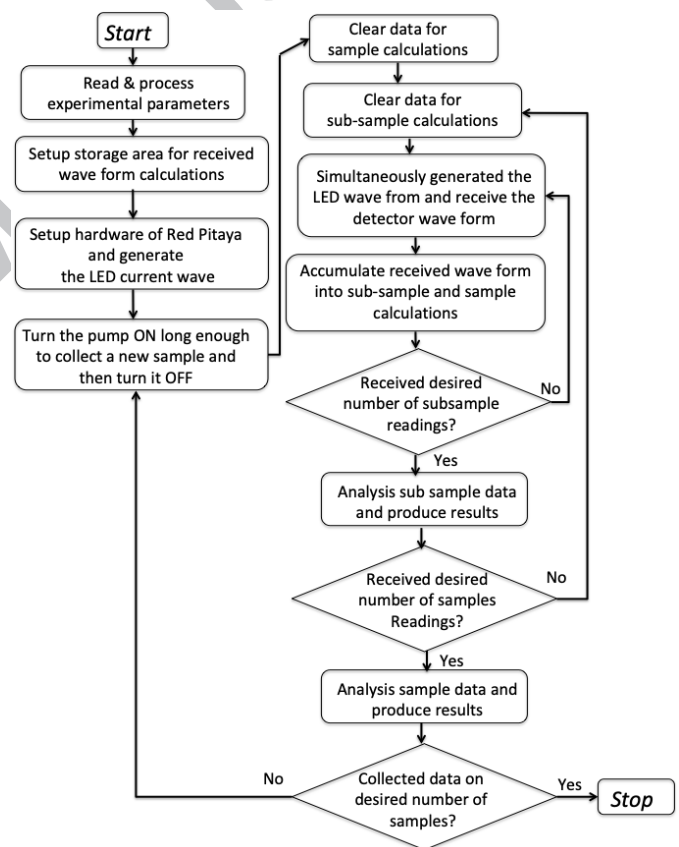 Start
Read & process
experimental parameters
Setup storage area for received
wave form calculations
Setup hardware of Red Pitaya
and generate
the LED current wave
Turn the pump ON long enough
to collect a new sample and
then turn it OFF
Clear data for
sample calculations
Clear data for
sub-sample calculations
Simultaneously generated the
LED wave from and receive the
detector wave form
Accumulate received wave form
into sub-sample and sample
calculations
Received desired
number of subsample
readings?
No
Yes
Analysis sub sample data
and produce results
Received desired
number of samples
Readings?
No
Yes
Analysis sample data and
produce results
Collected data on
desired number of
samples?
No
Yes
Stop